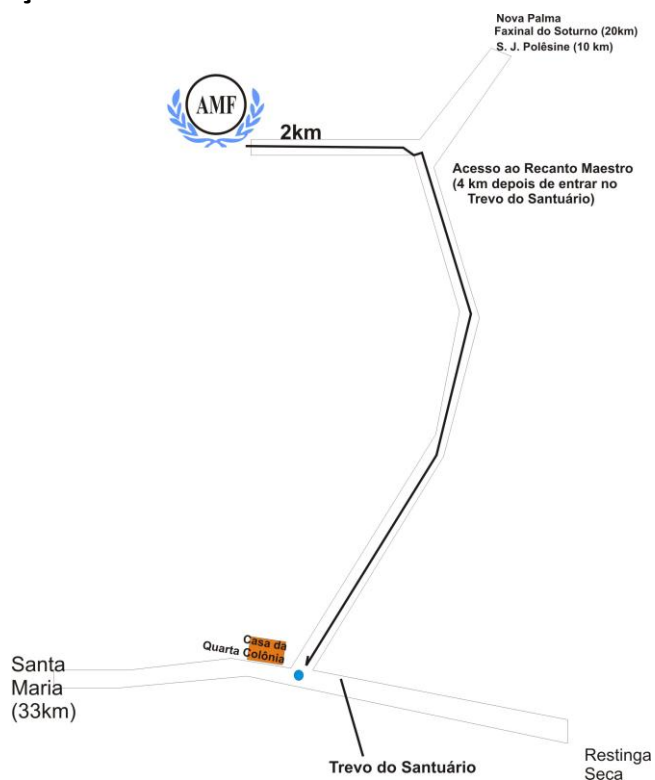 Nova Palma
Faxinal do Soturno (20km)
S. J. Polêsine (10 km)
AMF
2km
Acesso ao Recanto Maestro
(4 km depois de entrar no
Trevo do Santuário)
Casa da
Quarta Colônia
Santa
Maria
(33km)
Trevo do Santuário
Restinga
Seca